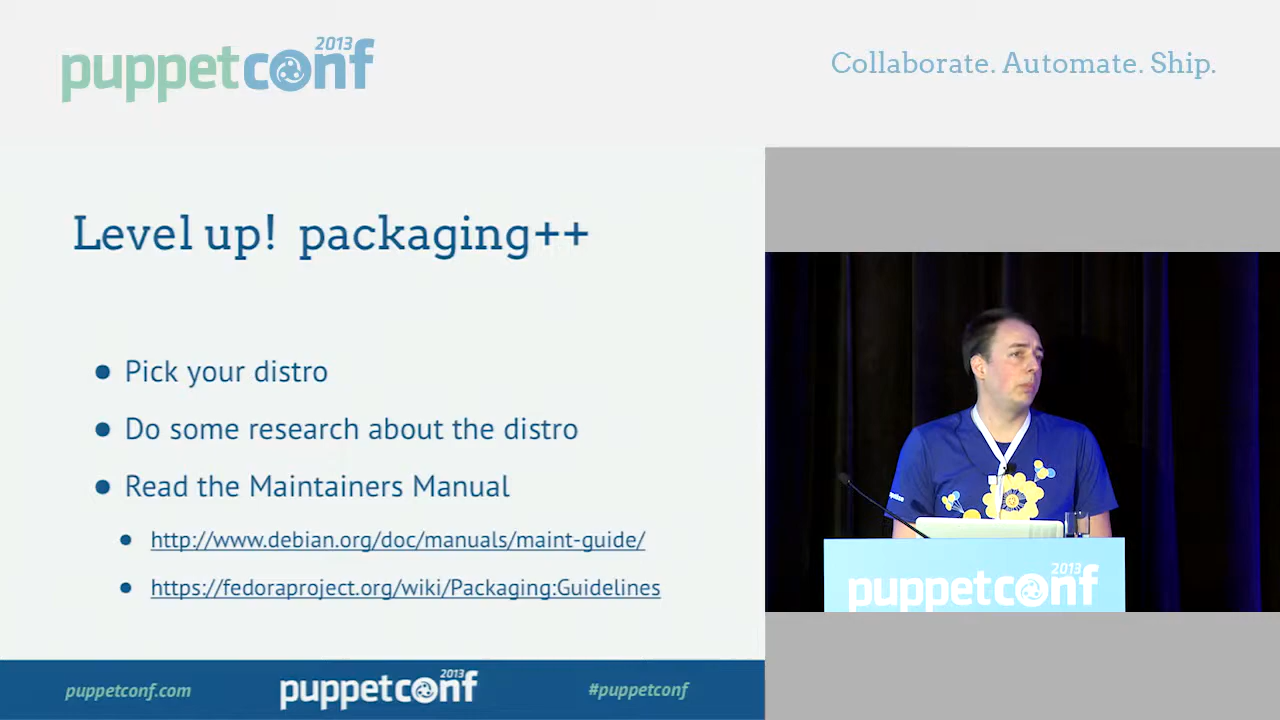 2013
puppetconf
Collaborate. Automate. Ship.
Level up! packaging++
Pick your distro
Do some research about the distro
Read the Maintainers Manual
http://www.debian.org/doc/manuals/maint-guide/
https://fedoraproject.org/wiki/Packaging:Guidelines
2013
puppetconf
puppetconf.com
2013
puppetconf
#puppetconf